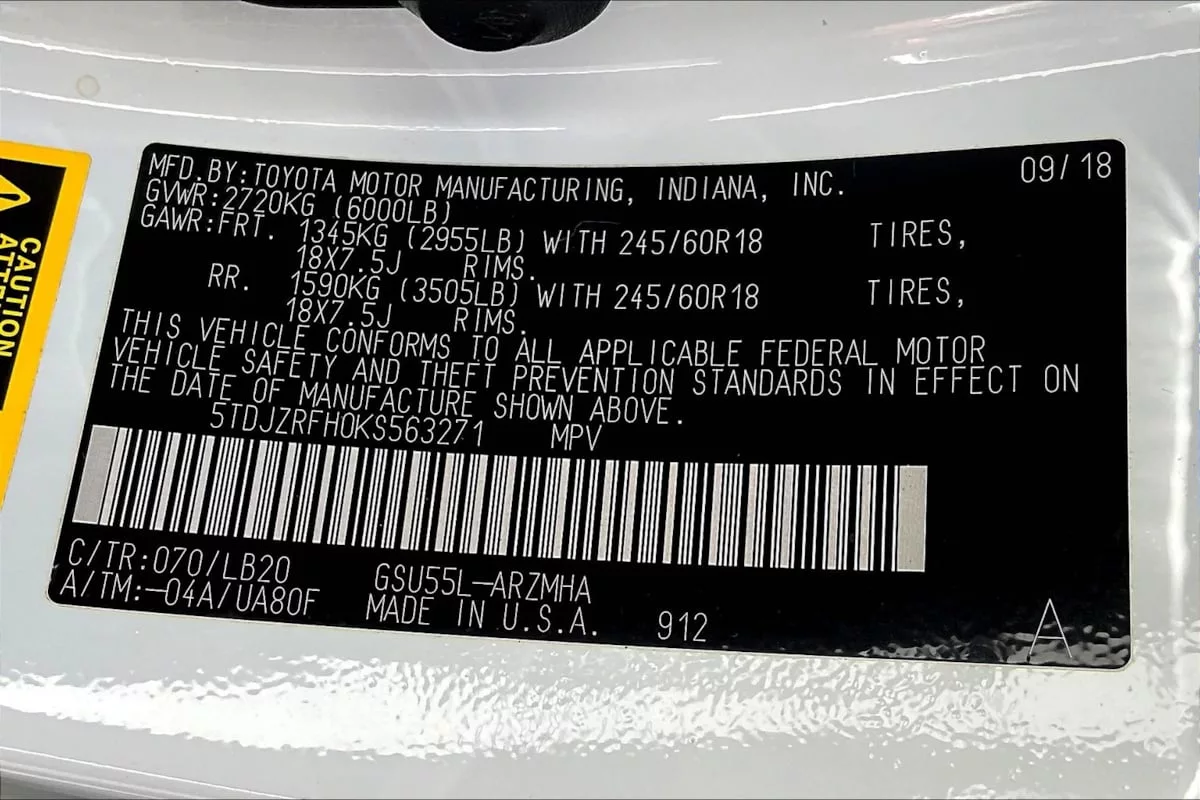 MFD.BY:TOYOTA MOTOR MANUFACTURING, INDIANA, INC. 09/18
GVWR:2720KG (6000LB)
GAWR:FRT. 1345KG (2955LB) WITH 245/60R18 TIRES,
18X7.5J RIMS.
RR. 1590KG (3505LB) WITH 245/60R18 TIRES,
18X7.5J RIMS.
THIS VEHICLE CONFORMS TO ALL APPLICABLE FEDERAL MOTOR
VEHICLE SAFETY AND THEFT PREVENTION STANDARDS IN EFFECT ON
THE DATE OF MANUFACTURE SHOWN ABOVE.
5TDJZRFH0KS563271 MPV
C/TR:070/LB20 GSU55L-ARZMHA
A/TM:-04A/UA80F MADE IN U.S.A. 912 A
CAUTION